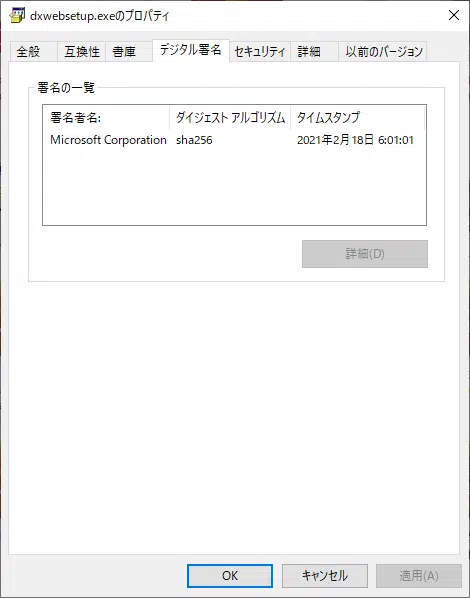 dxwebsetup.exeのプロパティ
全般 互換性 書庫 デジタル署名 セキュリティ 詳細 以前のバージョン
署名の一覧
署名者名: ダイジェスト アルゴリズム タイムスタンプ
Microsoft Corporation sha256 2021年2月18日 6:01:01
詳細(D)
OK キャンセル 適用(A)